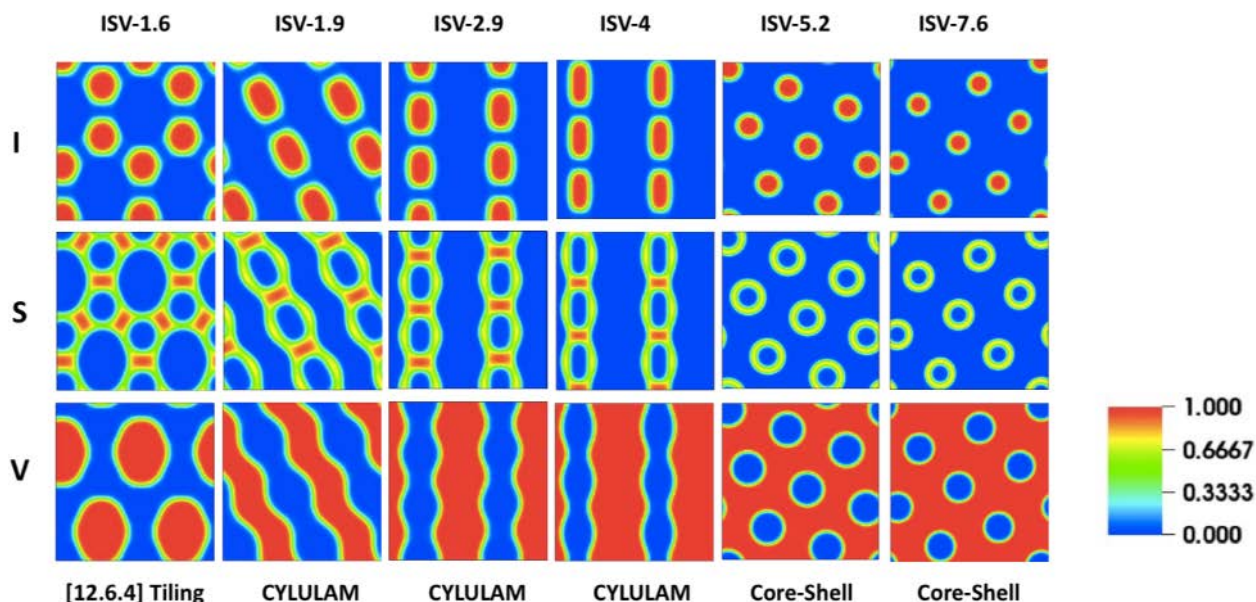 ISV-1.6 ISV-1.9 ISV-2.9 ISV-4 ISV-5.2 ISV-7.6
I
S
V
1.000
0.6667
0.3333
0.000
[12.6.4] Tiling CYLULAM CYLULAM CYLULAM Core-Shell Core-Shell